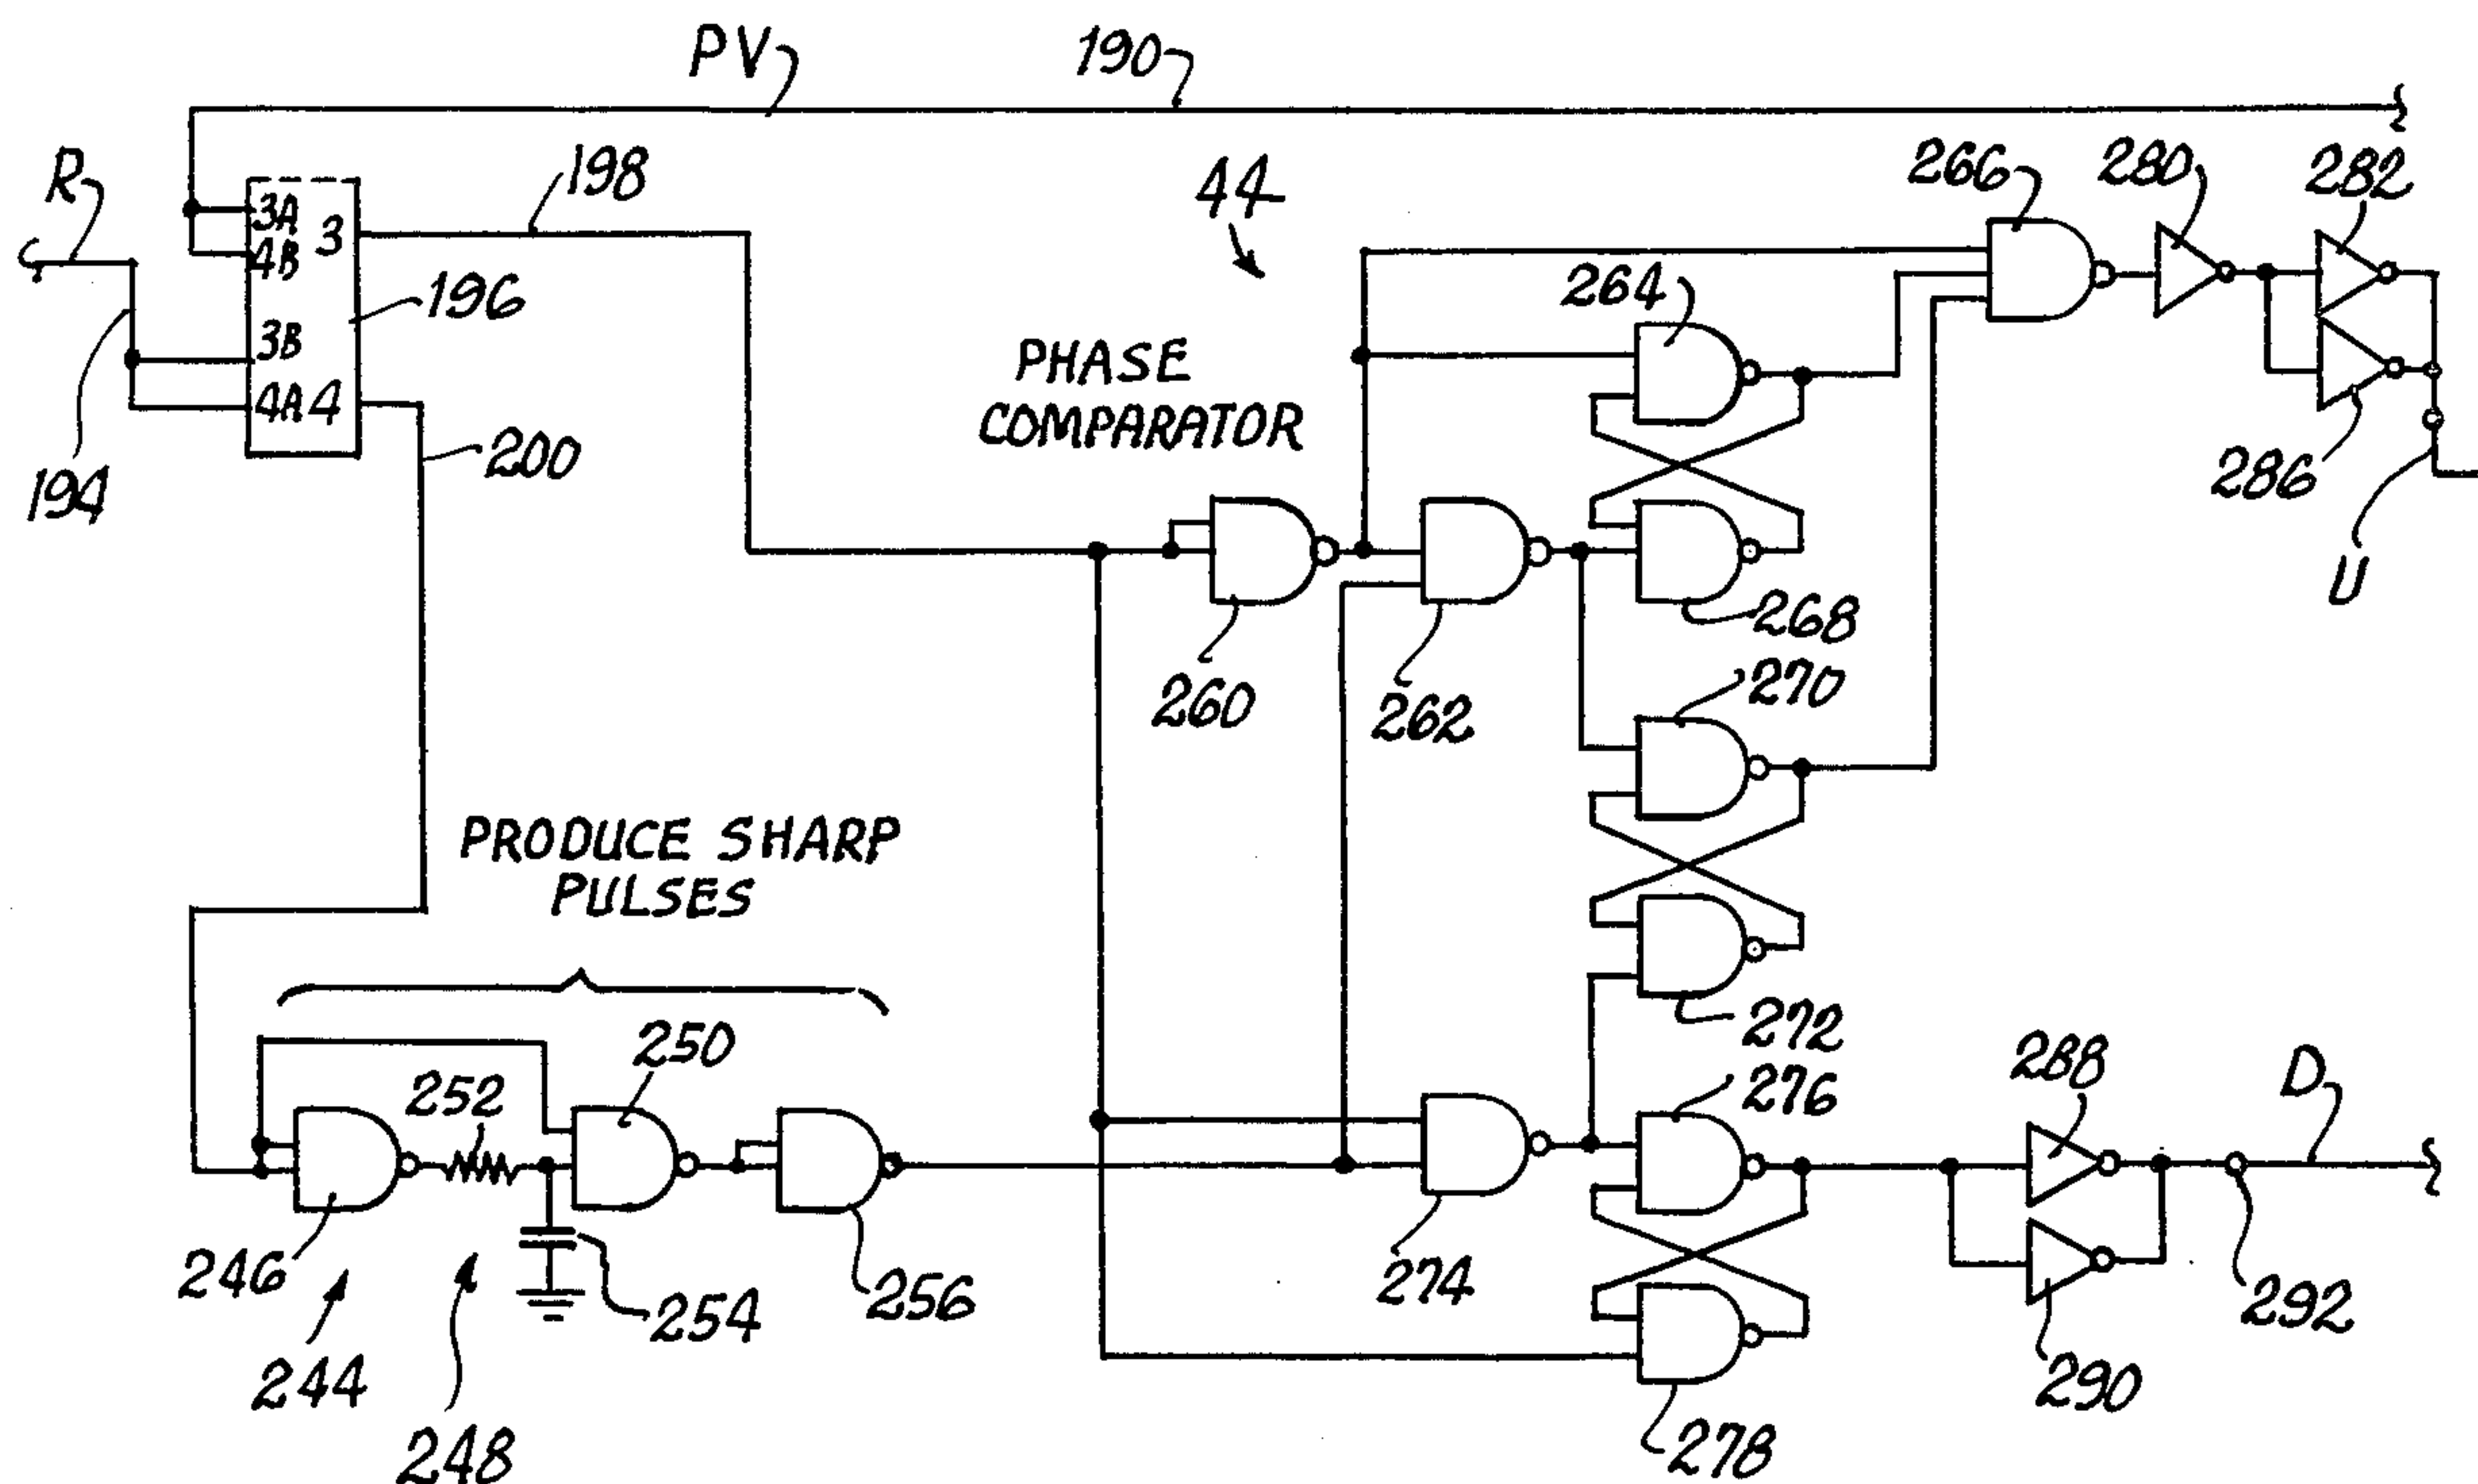 PV
190
R
198
44
266
280
282
3A
4B
3
264
196
3B
PHASE
COMPARATOR
4A
4
200
194
286
U
268
260
262
270
PRODUCE SHARP
PULSES
250
272
288
D
252
276
246
254
256
274
292
244
290
248
278